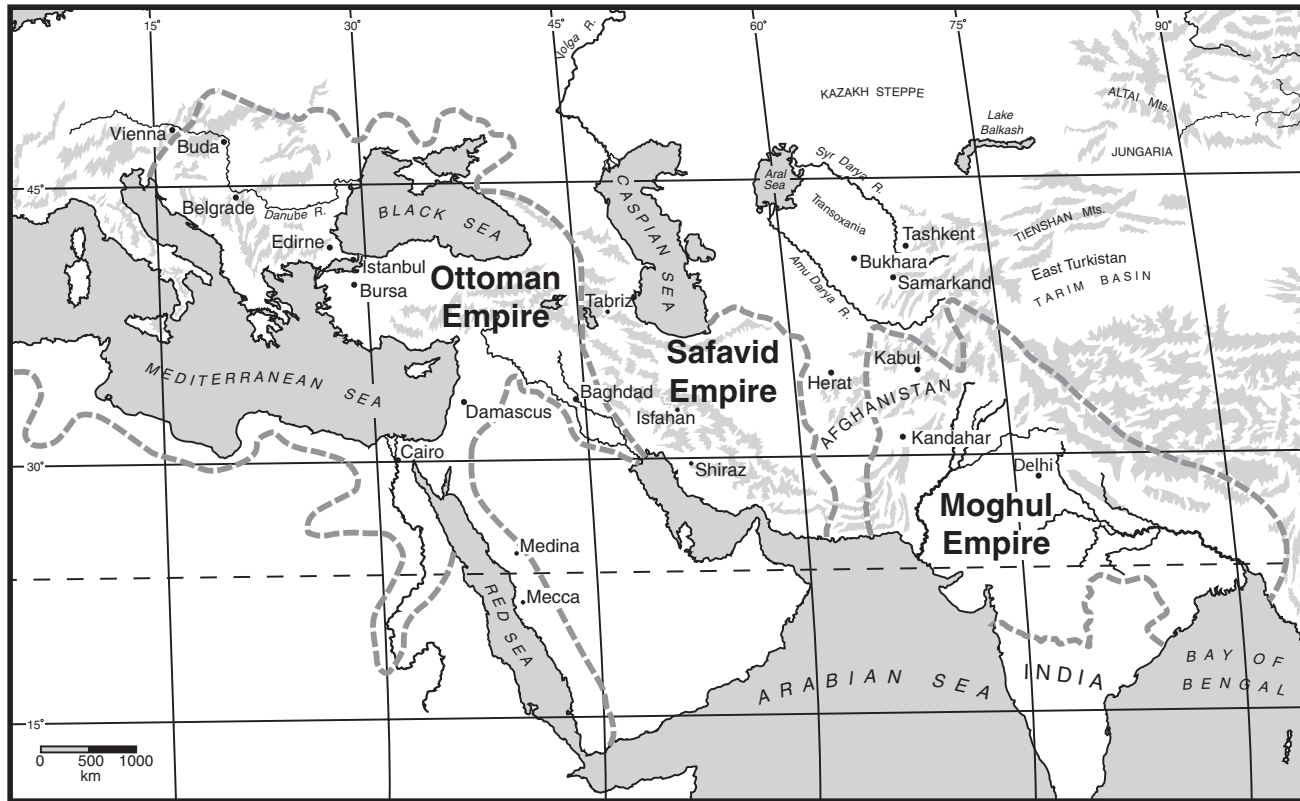 15°
30°
45°
60°
75°
90°
Volga R.
KAZAKH STEPPE
ALTAI Mts.
Lake
Balkash
JUNGARIA
Vienna
Buda
Syr Darya R.
Aral
Sea
45°
CASPIAN SEA
Transoxania
TIENSHAN Mts.
Belgrade
Danube R.
BLACK SEA
Tashkent
Edirne
Bukhara
East Turkistan
TARIM BASIN
Istanbul
Samarkand
Bursa
Ottoman
Empire
Amu Darya R.
Tabriz
Safavid
Empire
Kabul
Herat
AFGHANISTAN
MEDITERRANEAN SEA
Baghdad
Isfahan
Damascus
Kandahar
Cairo
30°
Shiraz
Delhi
Moghul
Empire
Medina
Mecca
RED SEA
INDIA
ARABIAN SEA
BAY OF
BENGAL
15°
0 500 1000
km